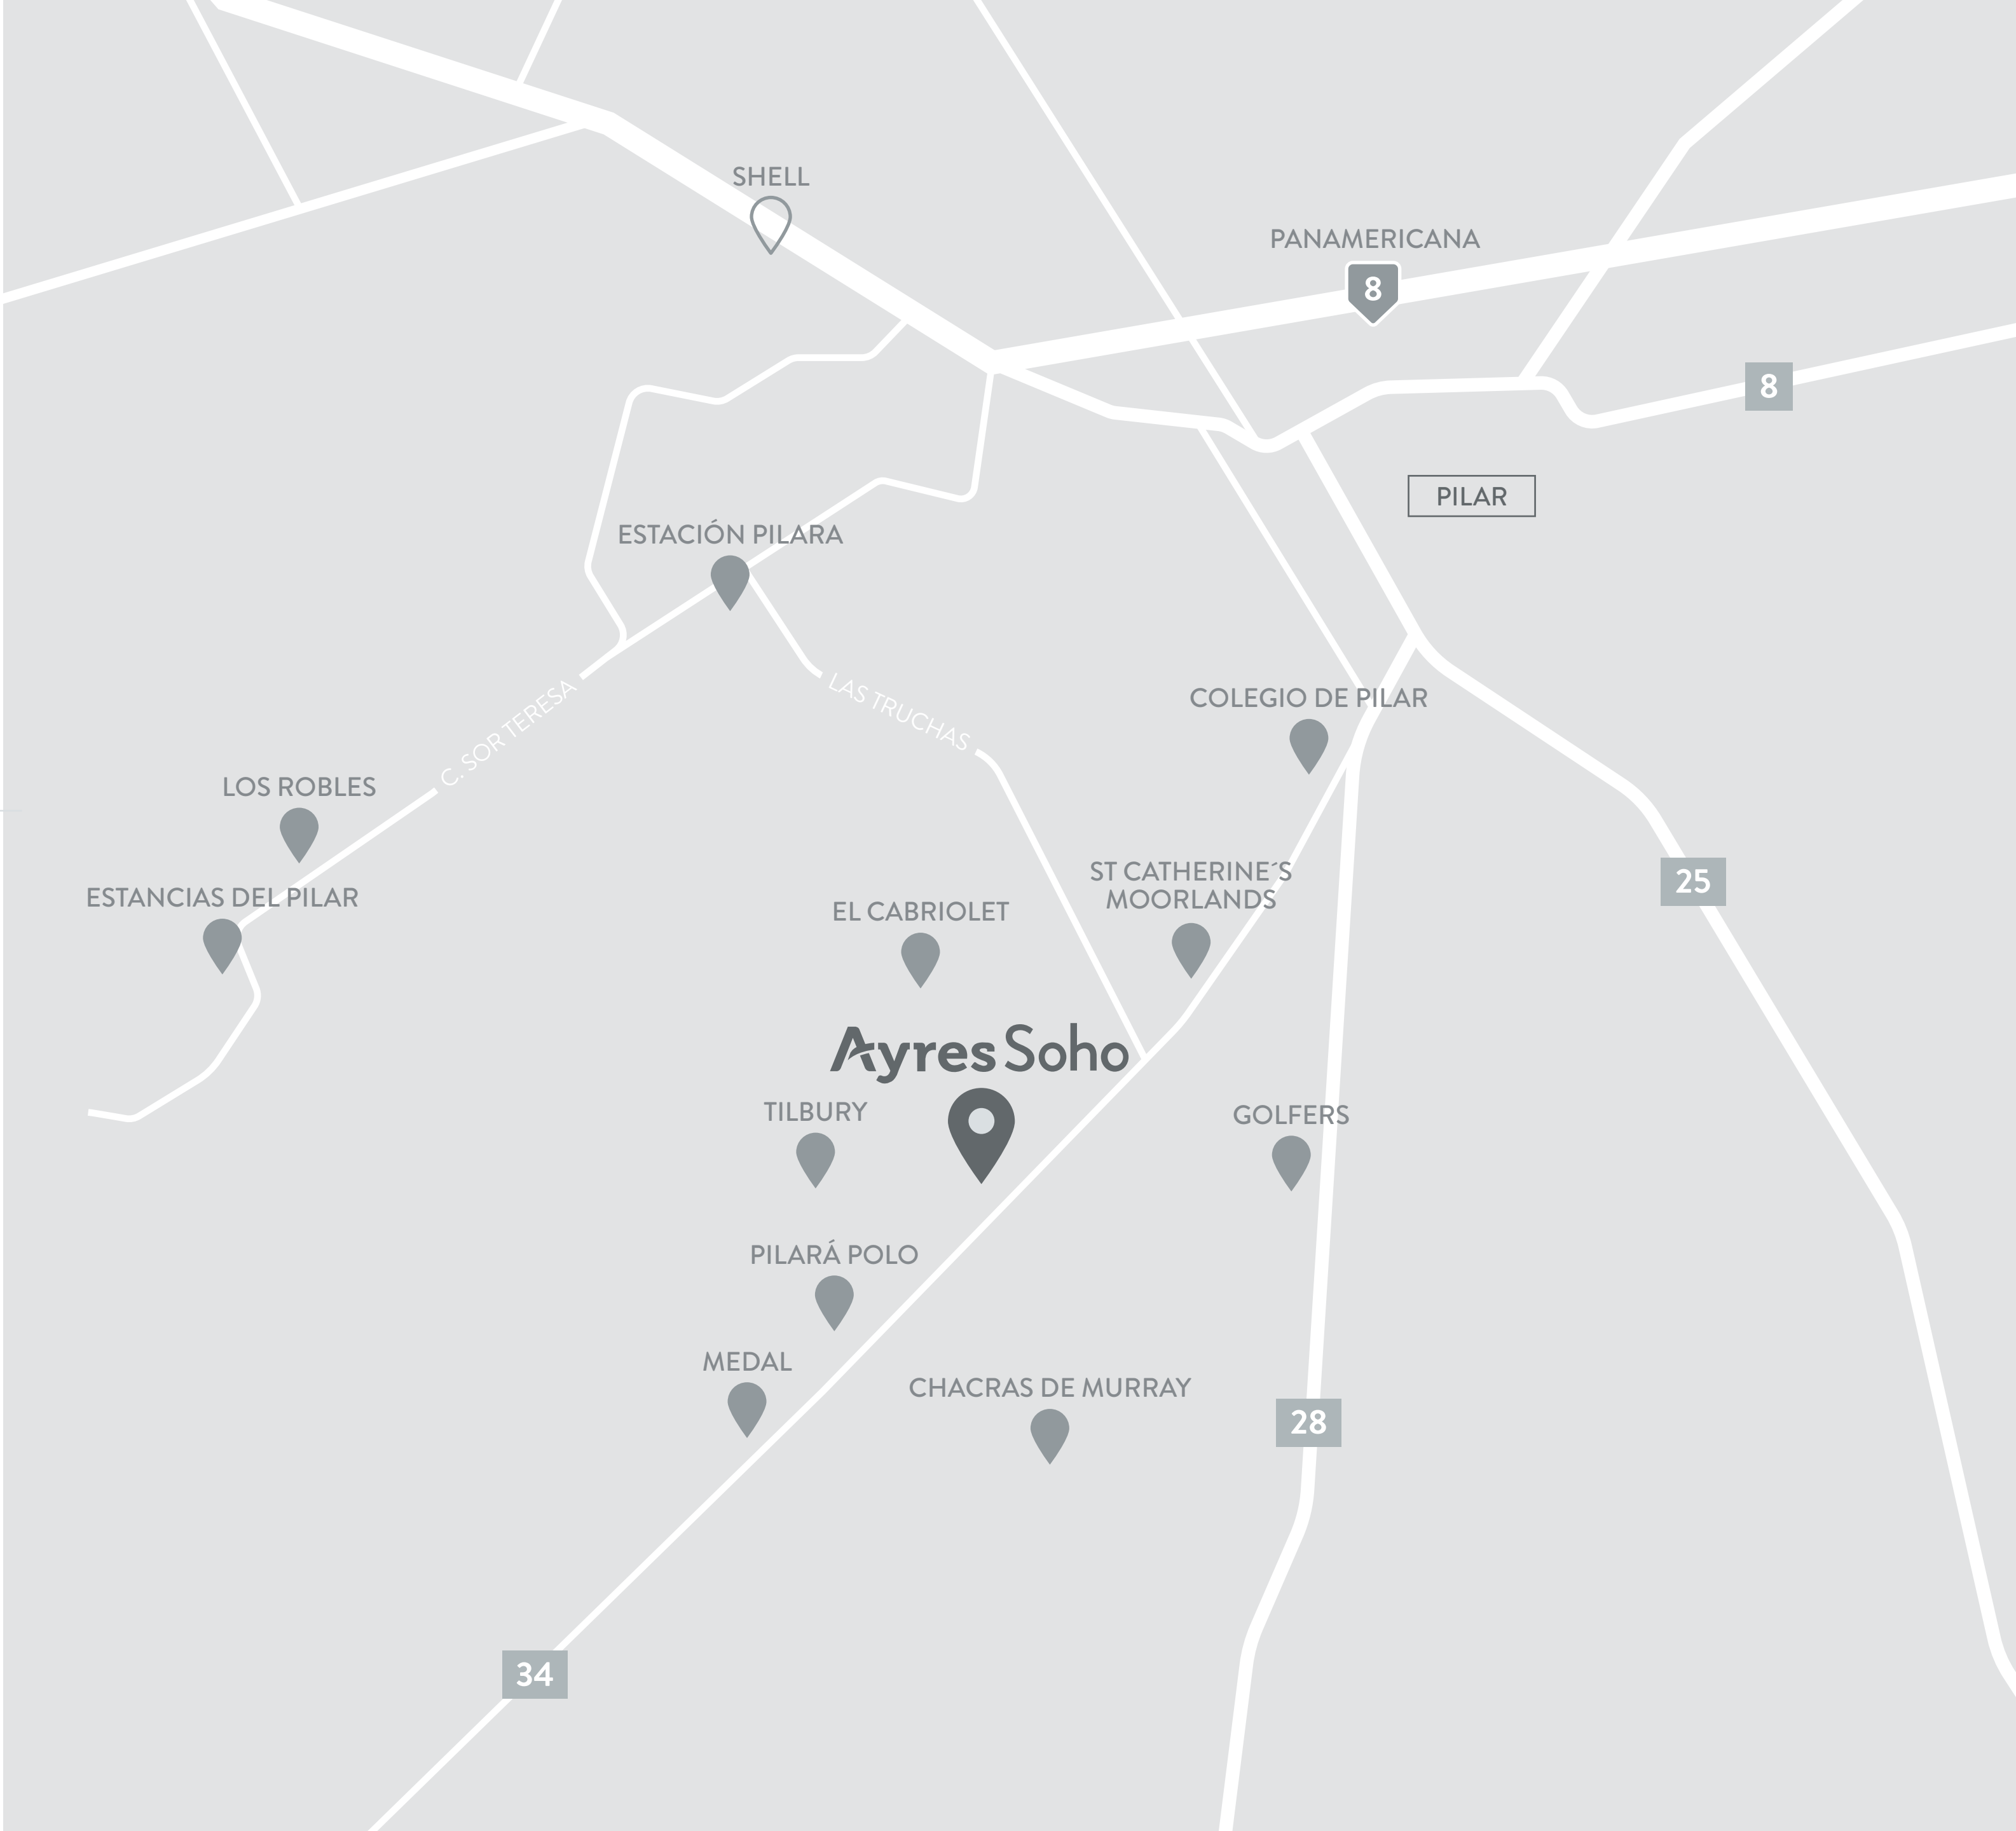 SHELL
PANAMERICANA
8
8
PILAR
ESTACIÓN PILARA
C. SOR TERESA
LAS TRUCHAS
COLEGIO DE PILAR
LOS ROBLES
ESTANCIAS DEL PILAR
ST CATHERINE´S
MOORLANDS
25
EL CABRIOLET
Ayres Soho
TILBURY
GOLFERS
PILARÁ POLO
MEDAL
CHACRAS DE MURRAY
28
34